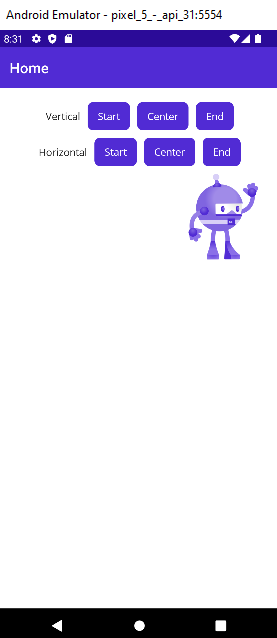 Android Emulator - pixel_5_-_api_31:5554
8:31
Home
Vertical Start Center End
Horizontal Start Center End